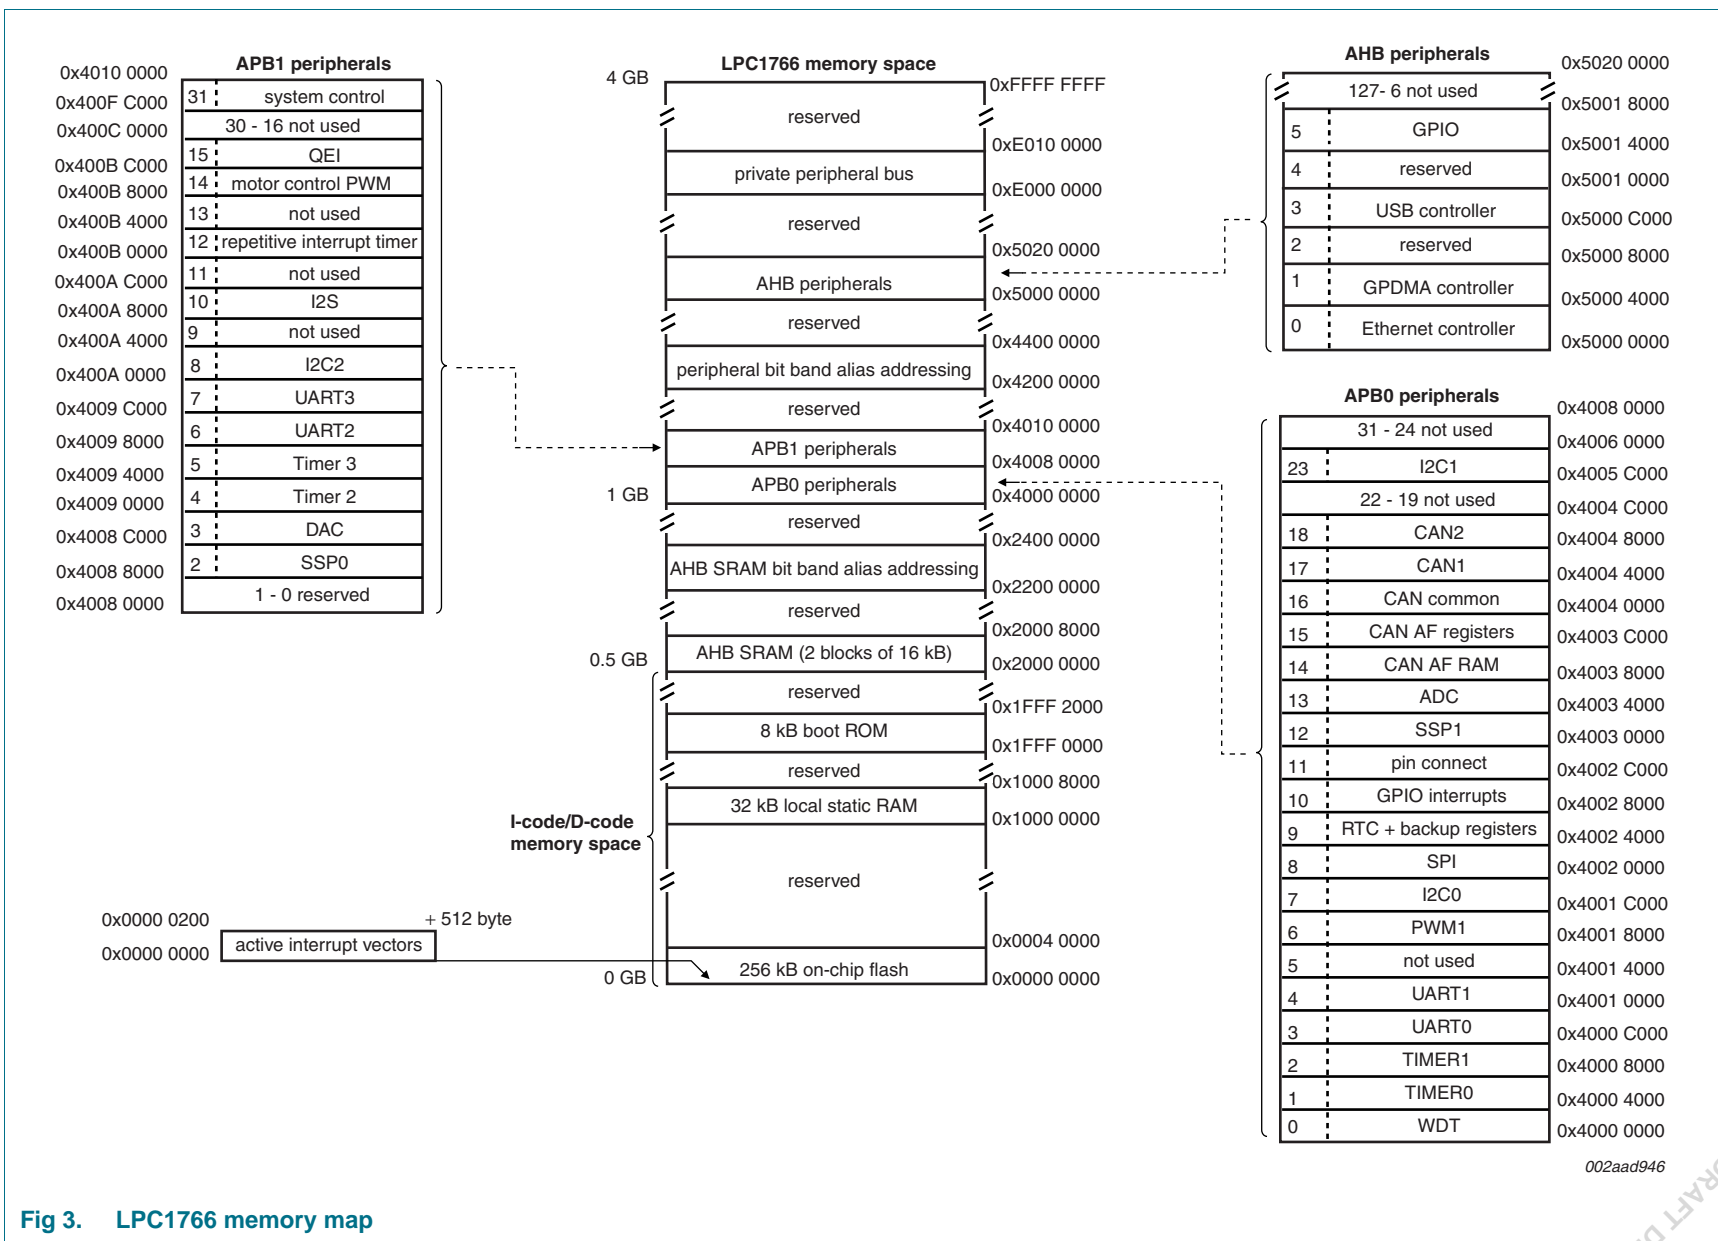 APB1 peripherals
0x4010 0000
31 system control
0x400F C000
30 - 16 not used
0x400C 0000
15 QEI
0x400B C000
14 motor control PWM
0x400B 8000
13 not used
0x400B 4000
12 repetitive interrupt timer
0x400B 0000
11 not used
0x400A C000
10 I2S
0x400A 8000
9 not used
0x400A 4000
8 I2C2
0x400A 0000
7 UART3
0x4009 C000
6 UART2
0x4009 8000
5 Timer 3
0x4009 4000
4 Timer 2
0x4009 0000
3 DAC
0x4008 C000
2 SSP0
0x4008 8000
1 - 0 reserved
0x4008 0000
LPC1766 memory space
4 GB
0xFFFF FFFF
reserved
0xE010 0000
private peripheral bus
0xE000 0000
reserved
0x5020 0000
AHB peripherals
0x5000 0000
reserved
0x4400 0000
peripheral bit band alias addressing
0x4200 0000
reserved
0x4010 0000
APB1 peripherals
0x4008 0000
APB0 peripherals
1 GB
0x4000 0000
reserved
0x2400 0000
AHB SRAM bit band alias addressing
0x2200 0000
reserved
0x2000 8000
AHB SRAM (2 blocks of 16 kB)
0.5 GB
0x2000 0000
reserved
0x1FFF 2000
8 kB boot ROM
0x1FFF 0000
reserved
0x1000 8000
32 kB local static RAM
0x1000 0000
I-code/D-code
memory space
reserved
0x0004 0000
256 kB on-chip flash
0 GB
0x0000 0000
0x0000 0200
+ 512 byte
active interrupt vectors
0x0000 0000
AHB peripherals
0x5020 0000
127- 6 not used
0x5001 8000
5 GPIO
0x5001 4000
4 reserved
0x5001 0000
3 USB controller
0x5000 C000
2 reserved
0x5000 8000
1 GPDMA controller
0x5000 4000
0 Ethernet controller
0x5000 0000
APB0 peripherals
0x4008 0000
31 - 24 not used
0x4006 0000
23 I2C1
0x4005 C000
22 - 19 not used
0x4004 C000
18 CAN2
0x4004 8000
17 CAN1
0x4004 4000
16 CAN common
0x4004 0000
15 CAN AF registers
0x4003 C000
14 CAN AF RAM
0x4003 8000
13 ADC
0x4003 4000
12 SSP1
0x4003 0000
11 pin connect
0x4002 C000
10 GPIO interrupts
0x4002 8000
9 RTC + backup registers
0x4002 4000
8 SPI
0x4002 0000
7 I2C0
0x4001 C000
6 PWM1
0x4001 8000
5 not used
0x4001 4000
4 UART1
0x4001 0000
3 UART0
0x4000 C000
2 TIMER1
0x4000 8000
1 TIMER0
0x4000 4000
0 WDT
0x4000 0000
002aad946
Fig 3. LPC1766 memory map